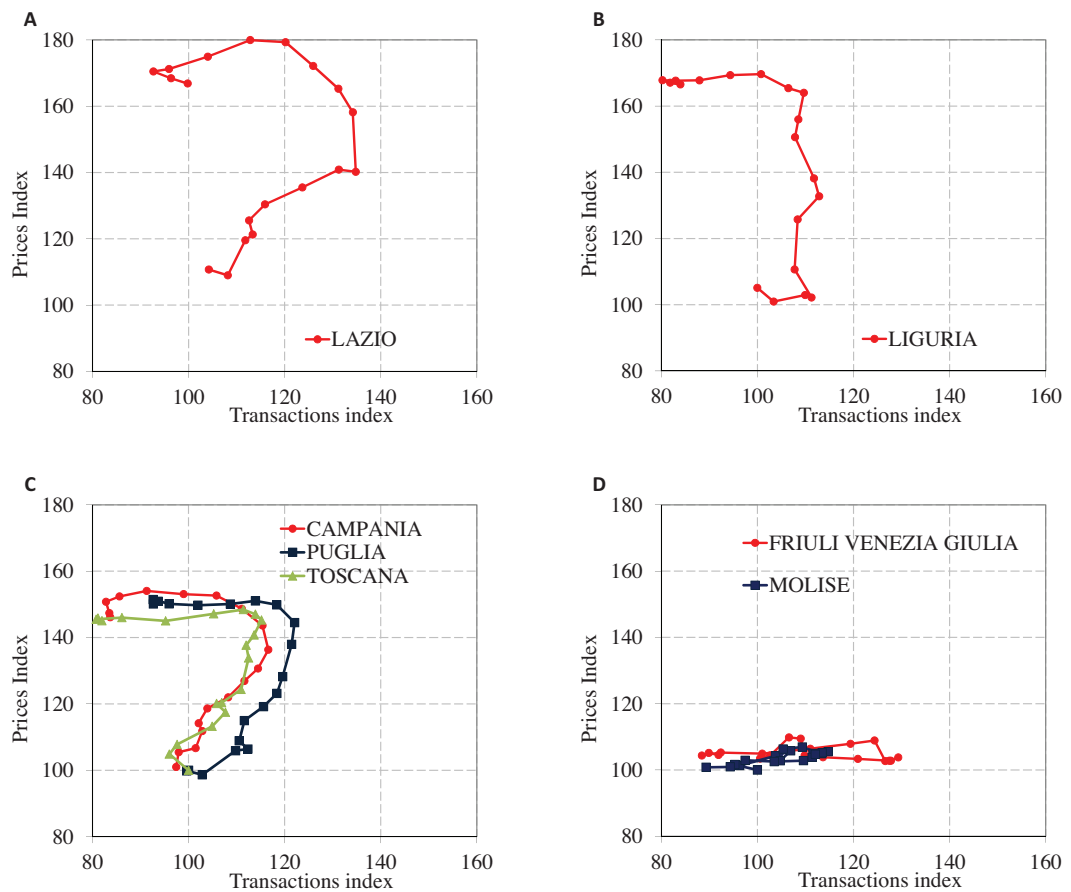 A
180
160
140
120
100
80
Prices Index
LAZIO
80 100 120 140 160
Transactions index
B
180
160
140
120
100
80
Prices Index
LIGURIA
80 100 120 140 160
Transactions index
C
180
160
140
120
100
80
Prices Index
CAMPANIA
PUGLIA
TOSCANA
80 100 120 140 160
Transactions index
D
180
160
140
120
100
80
Prices Index
FRIULI VENEZIA GIULIA
MOLISE
80 100 120 140 160
Transactions index